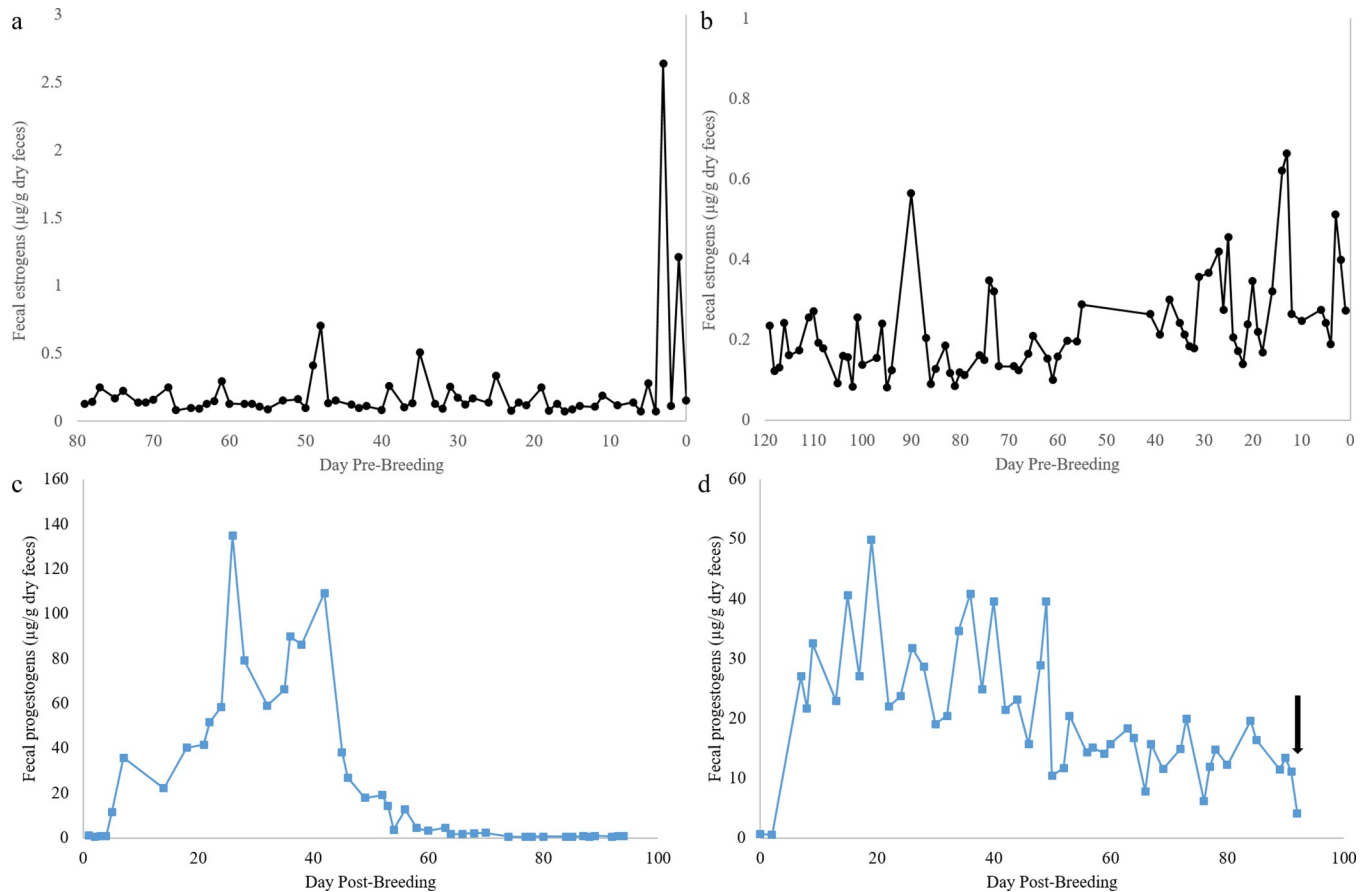 a
3
2.5
2
1.5
1
0.5
0
Fecal estrogens (µg/g dry feces)
80 70 60 50 40 30 20 10 0
Day Pre-Breeding
b
1
0.8
0.6
0.4
0.2
0
Fecal estrogens (µg/g dry feces)
120 110 100 90 80 70 60 50 40 30 20 10 0
Day Pre-Breeding
c
160
140
120
100
80
60
40
20
0
Fecal progestogens (µg/g dry feces)
0 20 40 60 80 100
Day Post-Breeding
d
60
50
40
30
20
10
0
Fecal progestogens (µg/g dry feces)
0 20 40 60 80 100
Day Post-Breeding